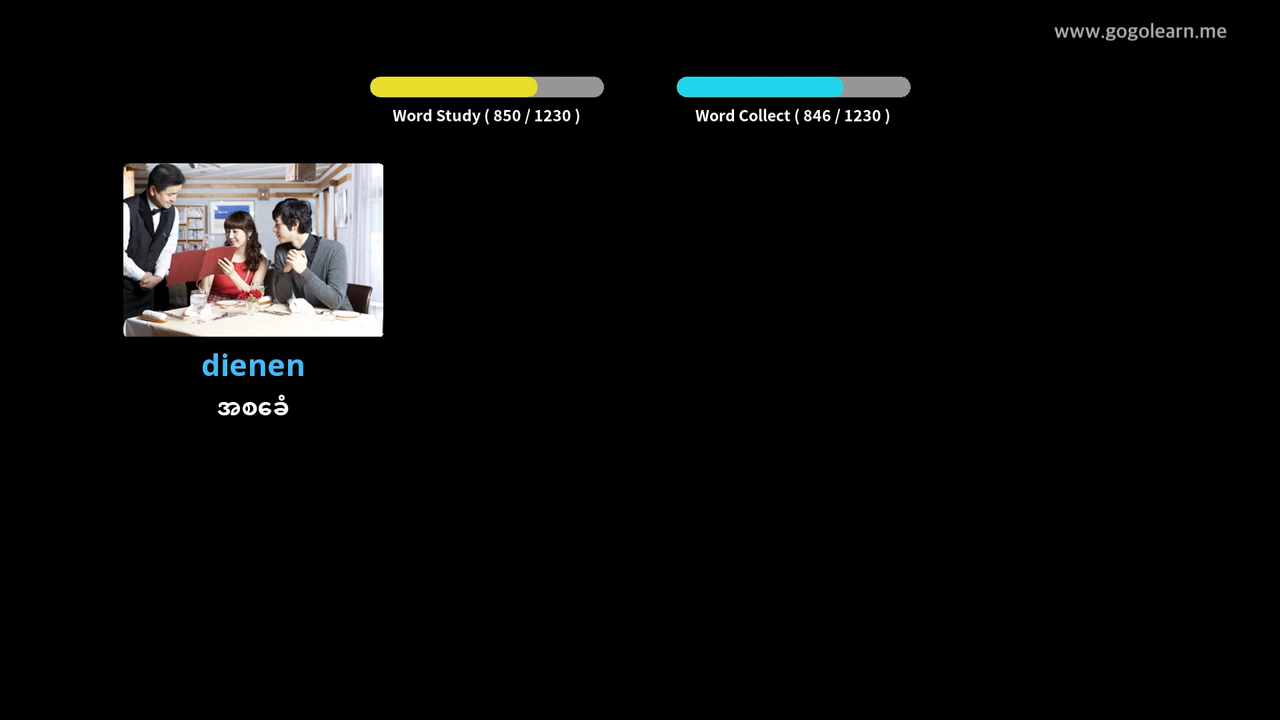 www.gogolearn.me
Word Study ( 850 / 1230 )
Word Collect ( 846 / 1230 )
dienen
အစခေံ